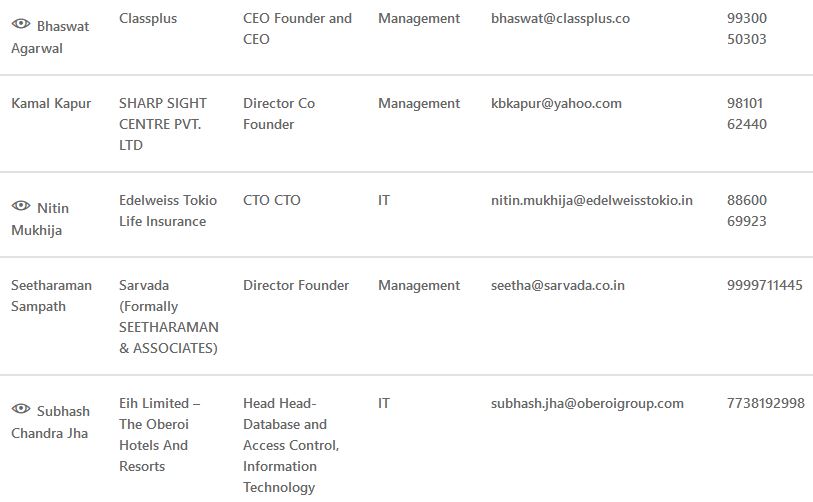 Bhaswat Agarwal
Classplus
CEO Founder and CEO
Management
bhaswat@classplus.co
99300 50303
Kamal Kapur
SHARP SIGHT CENTRE PVT. LTD
Director Co Founder
Management
kbkapur@yahoo.com
98101 62440
Nitin Mukhija
Edelweiss Tokio Life Insurance
CTO CTO
IT
nitin.mukhija@edelweisstokio.in
88600 69923
Seetharaman Sampath
Sarvada (Formally SEETHARAMAN & ASSOCIATES)
Director Founder
Management
seetha@sarvada.co.in
9999711445
Subhash Chandra Jha
Eih Limited – The Oberoi Hotels And Resorts
Head Head-Database and Access Control, Information Technology
IT
subhash.jha@oberoigroup.com
7738192998